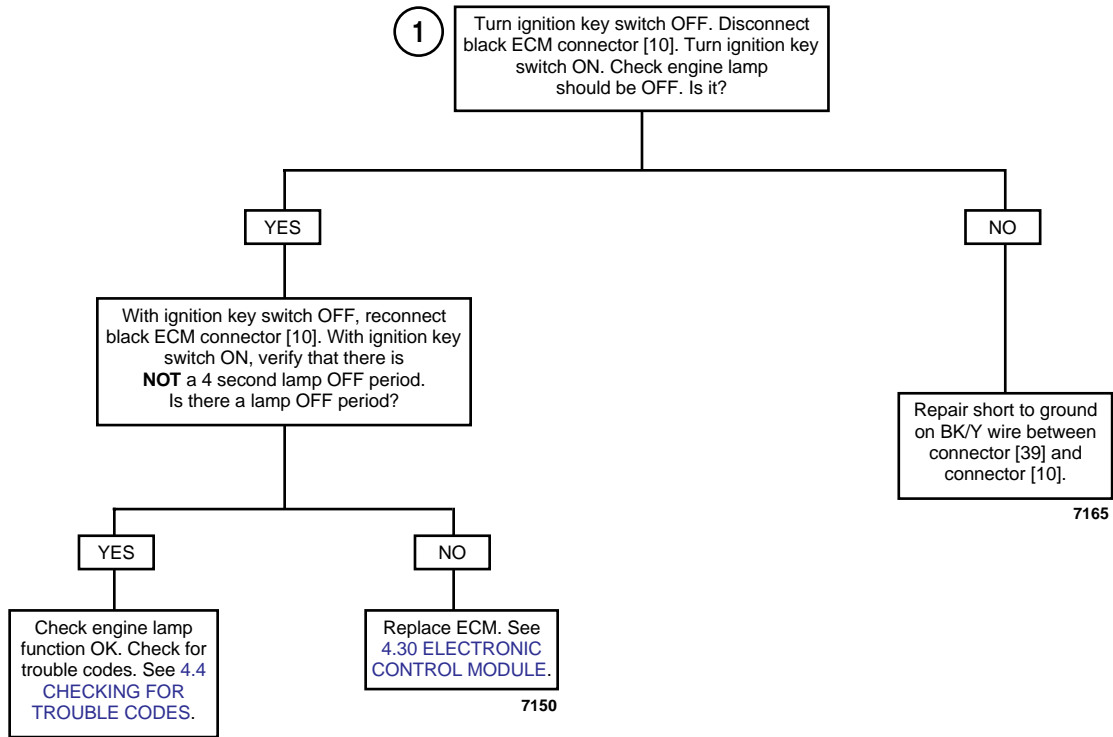 1
Turn ignition key switch OFF. Disconnect
black ECM connector [10]. Turn ignition key
switch ON. Check engine lamp
should be OFF. Is it?
YES
NO
With ignition key switch OFF, reconnect
black ECM connector [10]. With ignition key
switch ON, verify that there is
NOT a 4 second lamp OFF period.
Is there a lamp OFF period?
Repair short to ground
on BK/Y wire between
connector [39] and
connector [10].
7165
YES
NO
Check engine lamp
function OK. Check for
trouble codes. See 4.4
CHECKING FOR
TROUBLE CODES.
Replace ECM. See
4.30 ELECTRONIC
CONTROL MODULE.
7150